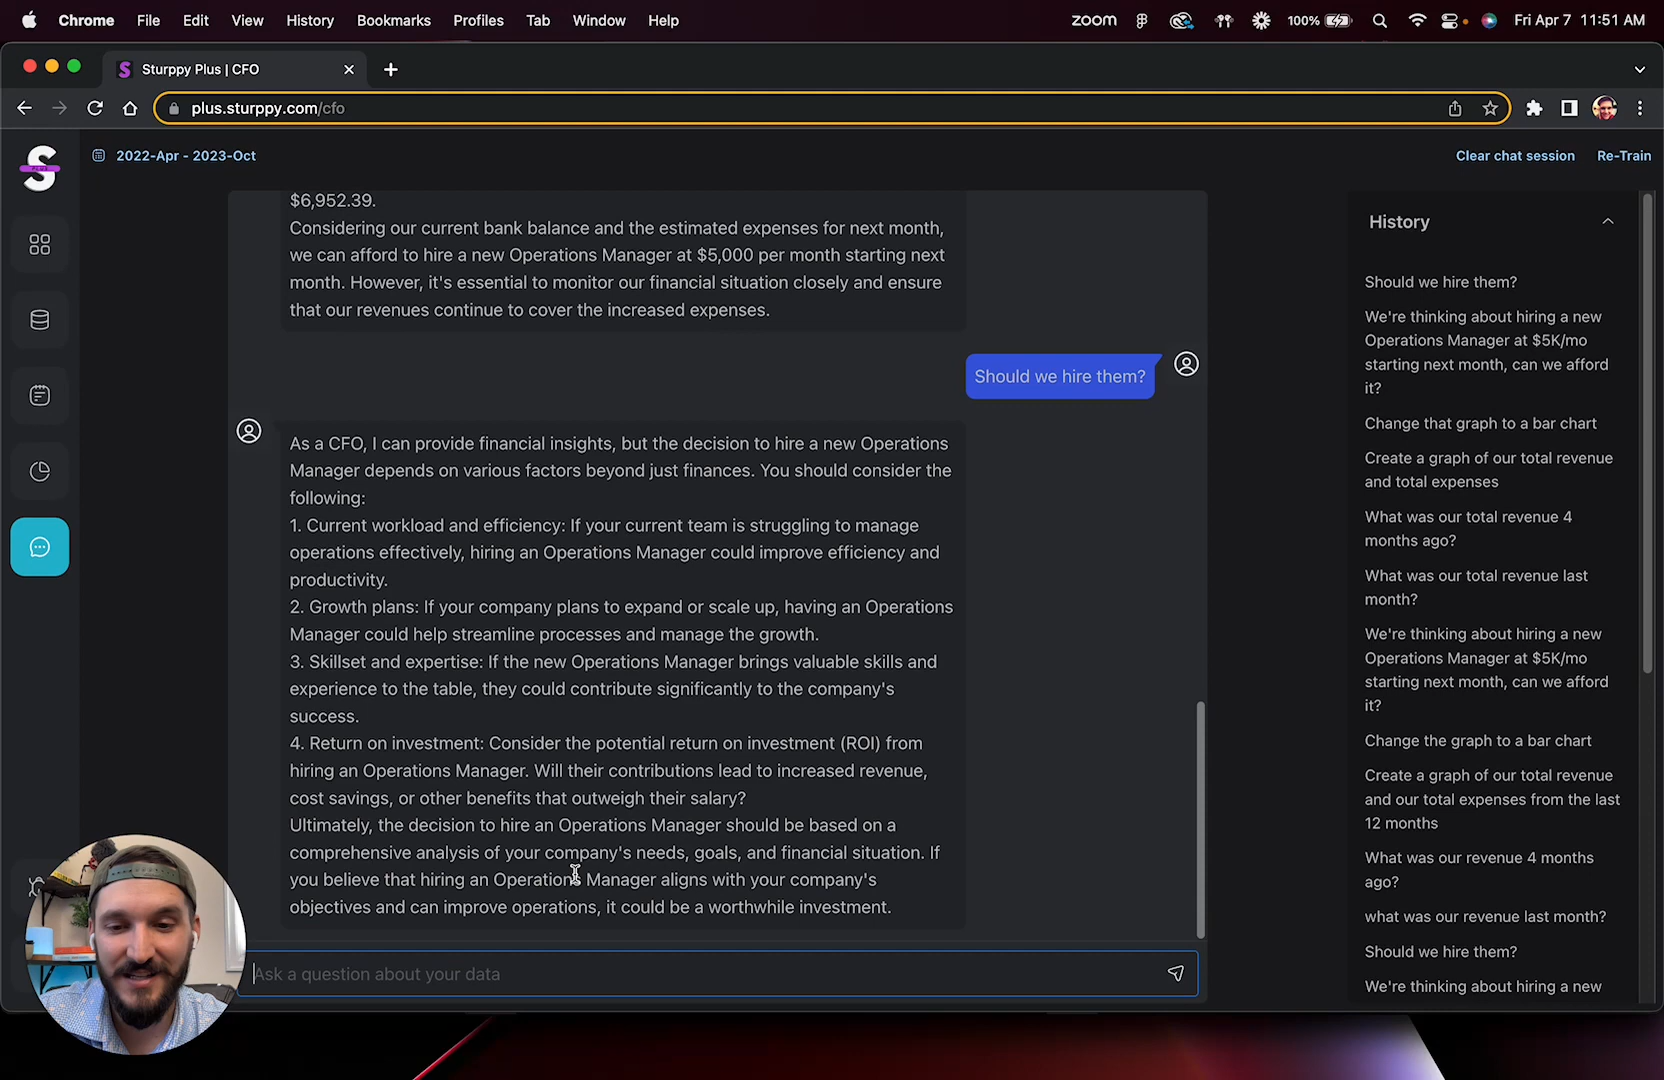 Chrome File Edit View History Bookmarks Profiles Tab Window Help zoom 100% Fri Apr 7 11:51 AM
Sturppy Plus | CFO
plus.sturppy.com/cfo
S
PLUS
2022-Apr - 2023-Oct
Clear chat session Re-Train
$6,952.39.
Considering our current bank balance and the estimated expenses for next month,
we can afford to hire a new Operations Manager at $5,000 per month starting next
month. However, it's essential to monitor our financial situation closely and ensure
that our revenues continue to cover the increased expenses.
Should we hire them?
As a CFO, I can provide financial insights, but the decision to hire a new Operations
Manager depends on various factors beyond just finances. You should consider the
following:
1. Current workload and efficiency: If your current team is struggling to manage
operations effectively, hiring an Operations Manager could improve efficiency and
productivity.
2. Growth plans: If your company plans to expand or scale up, having an Operations
Manager could help streamline processes and manage the growth.
3. Skillset and expertise: If the new Operations Manager brings valuable skills and
experience to the table, they could contribute significantly to the company's
success.
4. Return on investment: Consider the potential return on investment (ROI) from
hiring an Operations Manager. Will their contributions lead to increased revenue,
cost savings, or other benefits that outweigh their salary?
Ultimately, the decision to hire an Operations Manager should be based on a
comprehensive analysis of your company's needs, goals, and financial situation. If
you believe that hiring an Operations Manager aligns with your company's
objectives and can improve operations, it could be a worthwhile investment.
Ask a question about your data
History
Should we hire them?
We're thinking about hiring a new
Operations Manager at $5K/mo
starting next month, can we afford
it?
Change that graph to a bar chart
Create a graph of our total revenue
and total expenses
What was our total revenue 4
months ago?
What was our total revenue last
month?
We're thinking about hiring a new
Operations Manager at $5K/mo
starting next month, can we afford
it?
Change the graph to a bar chart
Create a graph of our total revenue
and our total expenses from the last
12 months
What was our revenue 4 months
ago?
what was our revenue last month?
Should we hire them?
We're thinking about hiring a new